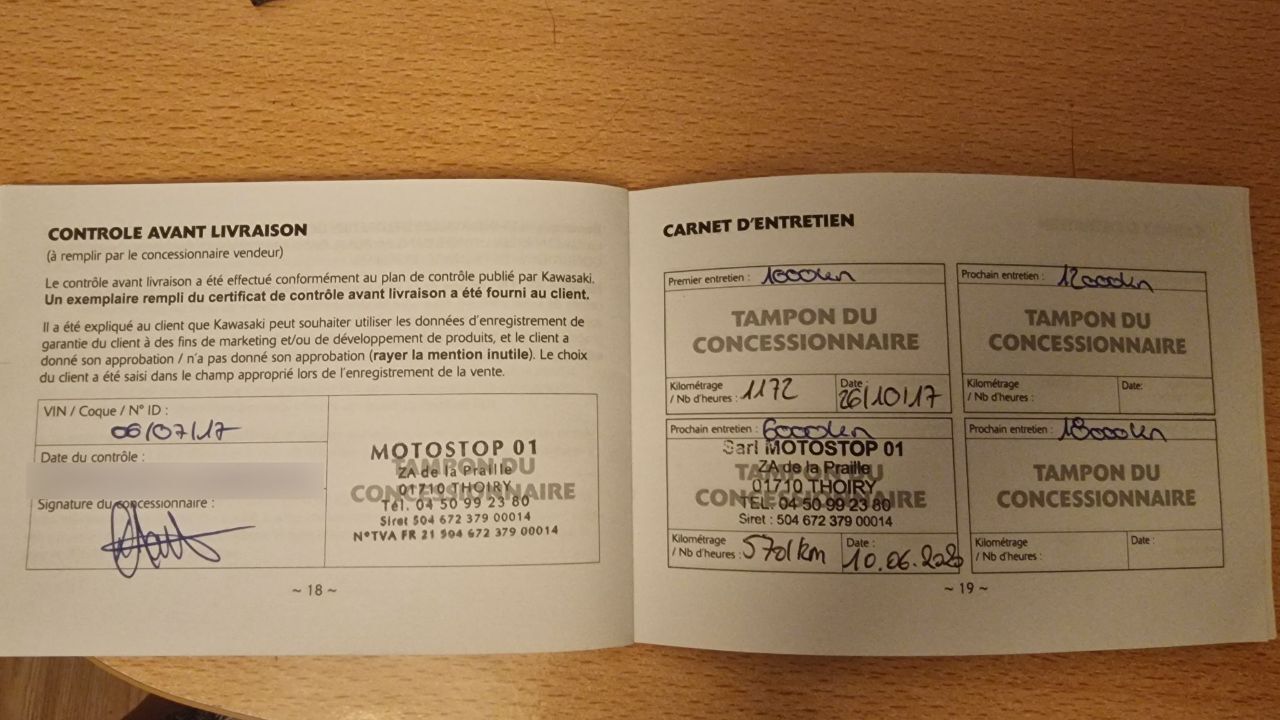 CONTROLE AVANT LIVRAISON
(à remplir par le concessionnaire vendeur)
Le contrôle avant livraison a été effectué conformément au plan de contrôle publié par Kawasaki.
Un exemplaire rempli du certificat de contrôle avant livraison a été fourni au client.
Il a été expliqué au client que Kawasaki peut souhaiter utiliser les données d'enregistrement de
garantie du client à des fins de marketing et/ou de développement de produits, et le client a
donné son approbation / n'a pas donné son approbation (rayer la mention inutile). Le choix
du client a été saisi dans le champ approprié lors de l'enregistrement de la vente.
VIN / Coque / N° ID :
06/07/17
Date du contrôle :
Signature du concessionnaire :
TAMPON DU
CONCESSIONNAIRE
MOTOSTOP 01
ZA de la Praille
01710 THOIRY
Tél. 04 50 99 23 80
Siret 504 672 379 00014
N°TVA FR 21 504 672 379 00014
~ 18 ~
CARNET D'ENTRETIEN
Premier entretien : 1000km
TAMPON DU
CONCESSIONNAIRE
Kilométrage
/ Nb d'heures : 1172
Date :
26/10/17
Prochain entretien : 12000km
TAMPON DU
CONCESSIONNAIRE
Kilométrage
/ Nb d'heures :
Date:
Prochain entretien : 6000km
TAMPON DU
CONCESSIONNAIRE
Sarl MOTOSTOP 01
ZA de la Praille
01710 THOIRY
TEL. 04 50 99 23 80
Siret : 504 672 379 00014
Kilométrage
/ Nb d'heures : 5701km
Date :
10.06.2020
Prochain entretien : 18000km
TAMPON DU
CONCESSIONNAIRE
Kilométrage
/ Nb d'heures :
Date :
~ 19 ~